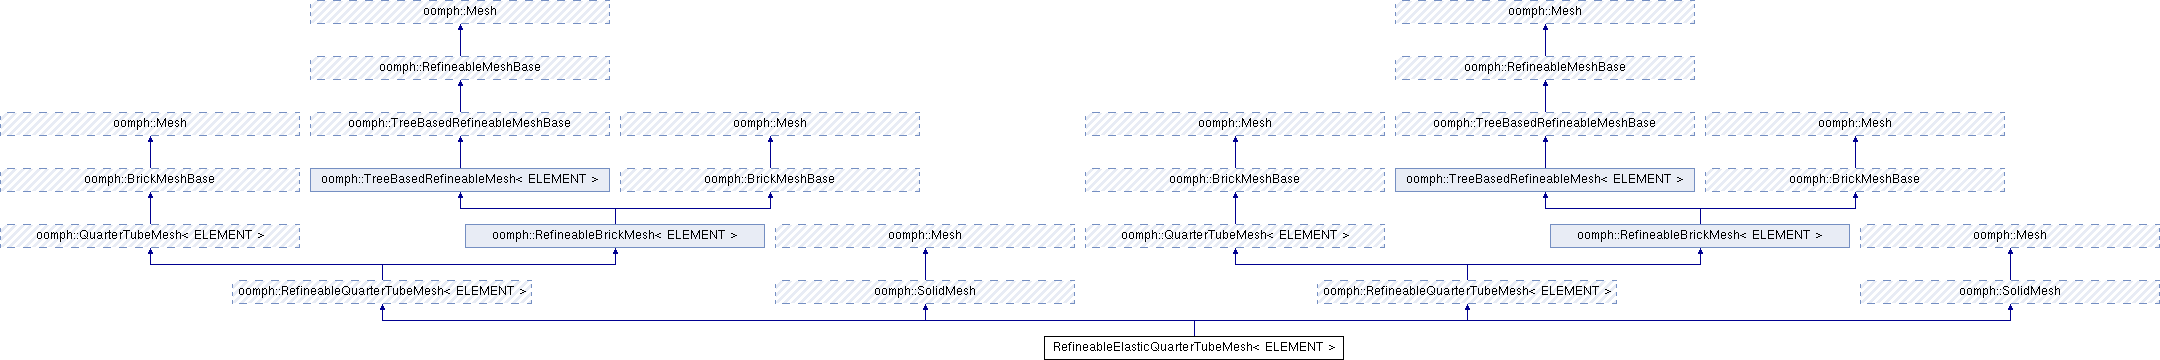 oomph::Mesh
oomph::Mesh
oomph::RefineableMeshBase
oomph::RefineableMeshBase
oomph::Mesh
oomph::TreeBasedRefineableMeshBase
oomph::Mesh
oomph::Mesh
oomph::TreeBasedRefineableMeshBase
oomph::Mesh
oomph::BrickMeshBase
oomph::TreeBasedRefineableMesh< ELEMENT >
oomph::BrickMeshBase
oomph::BrickMeshBase
oomph::TreeBasedRefineableMesh< ELEMENT >
oomph::BrickMeshBase
oomph::QuarterTubeMesh< ELEMENT >
oomph::RefineableBrickMesh< ELEMENT >
oomph::Mesh
oomph::QuarterTubeMesh< ELEMENT >
oomph::RefineableBrickMesh< ELEMENT >
oomph::Mesh
oomph::RefineableQuarterTubeMesh< ELEMENT >
oomph::SolidMesh
oomph::RefineableQuarterTubeMesh< ELEMENT >
oomph::SolidMesh
RefineableElasticQuarterTubeMesh< ELEMENT >